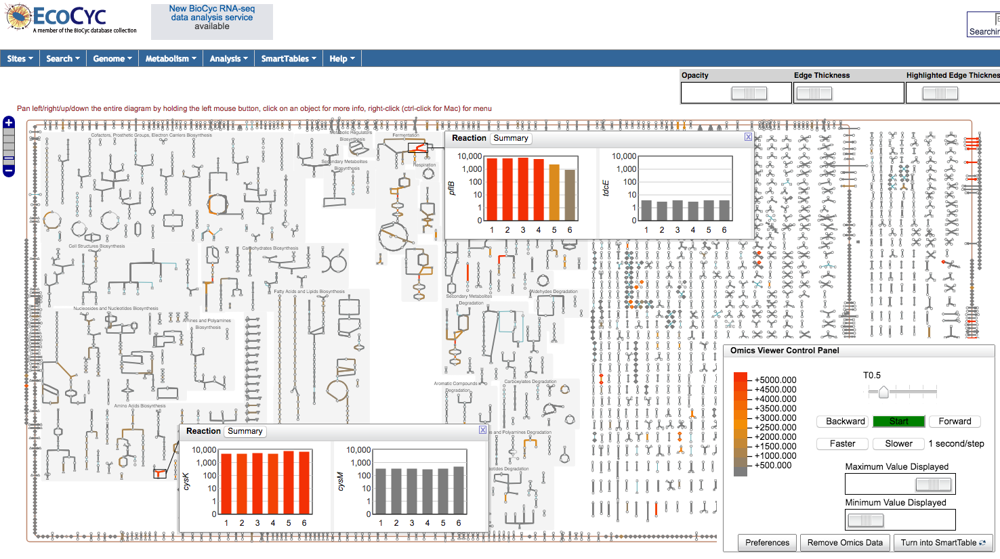 EcoCyc
A member of the BioCyc database collection
New BioCyc RNA-seq
data analysis service
available
Searchin
Sites
Search
Genome
Metabolism
Analysis
SmartTables
Help
Opacity
Edge Thickness
Highlighted Edge Thicknes
Pan left/right/up/down the entire diagram by holding the left mouse button, click on an object for more info, right-click (ctrl-click for Mac) for menu
Cofactors, Prosthetic Groups, Electron Carriers Biosynthesis
Metabolic Regulators
Biosynthesis
Fermentation
Secondary Metabolites
Biosynthesis
Respiration
Reaction
Summary
X
pflB
10,000
1,000
100
10
1
0
1 2 3 4 5 6
tdcE
10,000
1,000
100
10
1
0
1 2 3 4 5 6
Cell Structures Biosynthesis
Carbohydrates Biosynthesis
Fatty Acids and Lipids Biosynthesis
Secondary Metabolites
Degradation
Aldehydes Degradation
Nucleosides and Nucleotides Biosynthesis
Amines and Polyamines
Biosynthesis
Aromatic Compounds
Degradation
Carboxylates Degradation
Amino Acids Biosynthesis
s and Polyamines Degradation
otides Degradation
Reaction
Summary
X
cysK
10,000
1,000
100
10
1
0
1 2 3 4 5 6
cysM
10,000
1,000
100
10
1
0
1 2 3 4 5 6
Omics Viewer Control Panel
+5000.000
+4500.000
+4000.000
+3500.000
+3000.000
+2500.000
+2000.000
+1500.000
+1000.000
+500.000
T0.5
Backward
Start
Forward
Faster
Slower
1 second/step
Maximum Value Displayed
Minimum Value Displayed
Preferences
Remove Omics Data
Turn into SmartTable